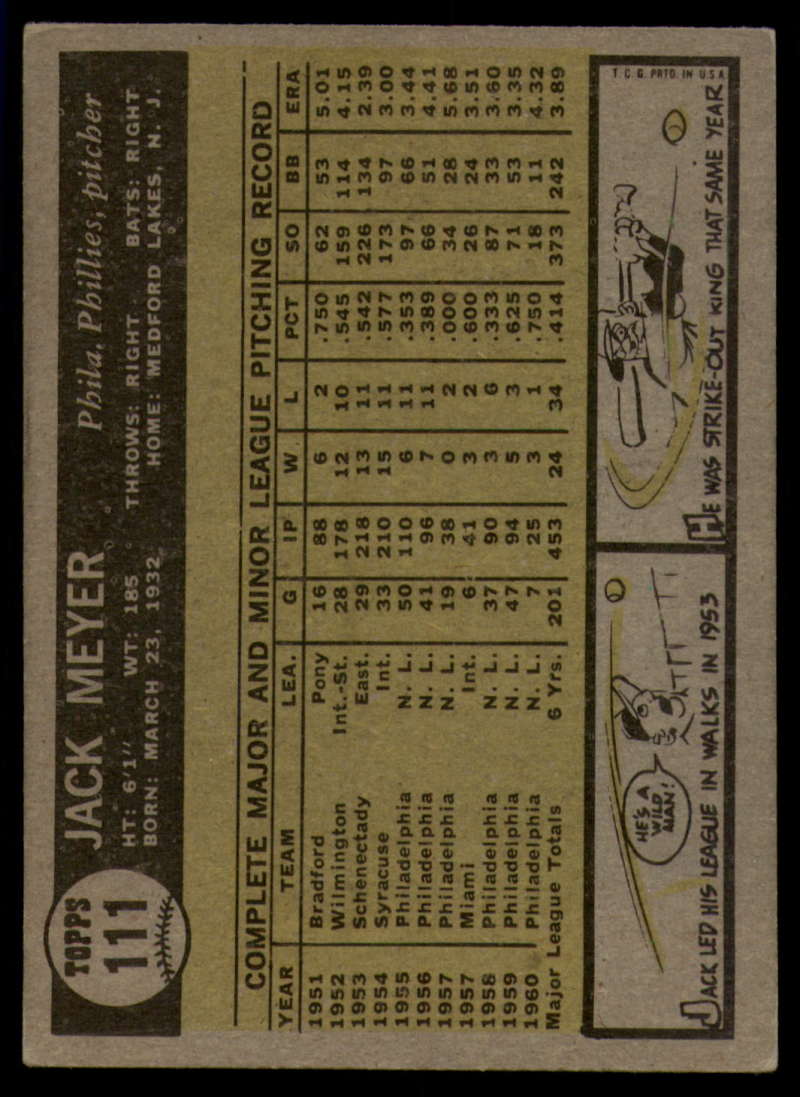 TOPPS
111
JACK MEYER Phila. Phillies, pitcher
HT: 6'1" WT: 185 THROWS: RIGHT BATS: RIGHT
BORN: MARCH 23, 1932 HOME: MEDFORD LAKES, N. J.
COMPLETE MAJOR AND MINOR LEAGUE PITCHING RECORD
YEAR TEAM LEA. G IP W L PCT SO BB ERA
1951 Bradford Pony 16 88 6 2 .750 62 53 5.01
1952 Wilmington Int.-St. 28 178 12 10 .545 159 114 4.15
1953 Schenectady East. 29 218 13 11 .542 226 134 2.39
1954 Syracuse Int. 33 210 15 11 .577 173 97 3.00
1955 Philadelphia N. L. 50 110 6 11 .353 97 66 3.44
1956 Philadelphia N. L. 41 96 7 11 .389 66 51 4.41
1957 Philadelphia N. L. 19 38 0 2 .000 34 28 5.68
1957 Miami Int. 6 41 3 2 .600 26 24 3.51
1958 Philadelphia N. L. 37 90 3 6 .333 87 33 3.60
1959 Philadelphia N. L. 47 94 5 3 .625 71 53 3.35
1960 Philadelphia N. L. 7 25 3 1 .750 18 11 4.32
Major League Totals 6 Yrs. 201 453 24 34 .414 373 242 3.89
HE'S A
WILD
MAN!
JACK LED HIS LEAGUE IN WALKS IN 1953
T. C. G. PRTD. IN U.S.A.
HE WAS STRIKE-OUT KING THAT SAME YEAR